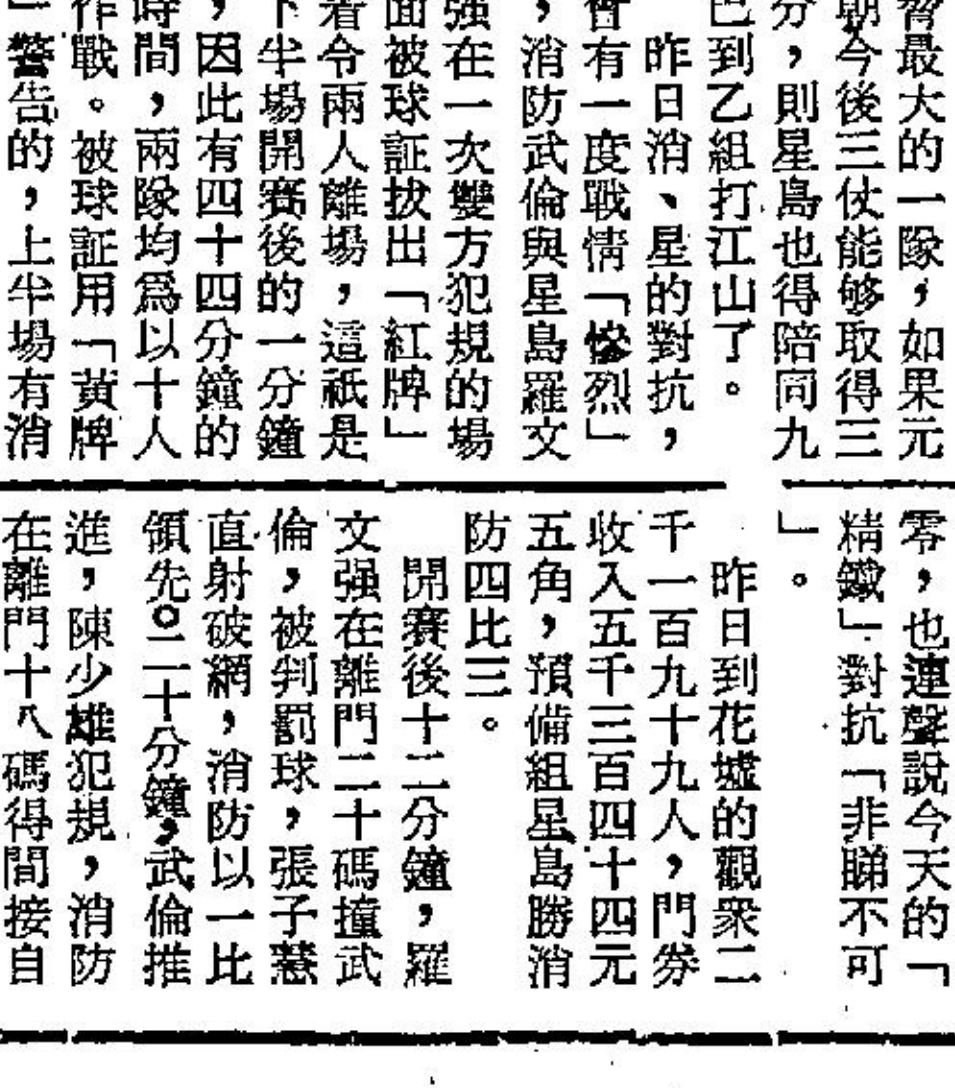 脅最大的一隊，如果元
朝今後三仗能够取得三
分，則星島也得陪同九
巴到乙組打江山了。
昨日消、星的對抗，
會有一度戰情「慘烈」
，消防武倫與星島羅文
强在一次雙方犯規的場
面被球証拔出「紅牌」
着令兩人離場，這祗是
下半場開賽後的一分鐘
，因此有四十四分鐘的
時間，兩隊均爲以十人
作戰。被球証用「黃牌
」警告的，上半場有消
零，也連聲説今天的「
精鐵」對抗「非睇不可
」。
昨日到花墟的觀衆二
千一百九十九人，門券
收入五千三百四十四元
五角，預備組星島勝消
防四比三。
開賽後十二分鐘，羅
文强在離門二十碼撞武
倫，被判罰球，張子慧
直射破網，消防以一比
領先〇二十分鐘，武倫推
進，陳少雄犯規，消防
在離門十八碼得間接自